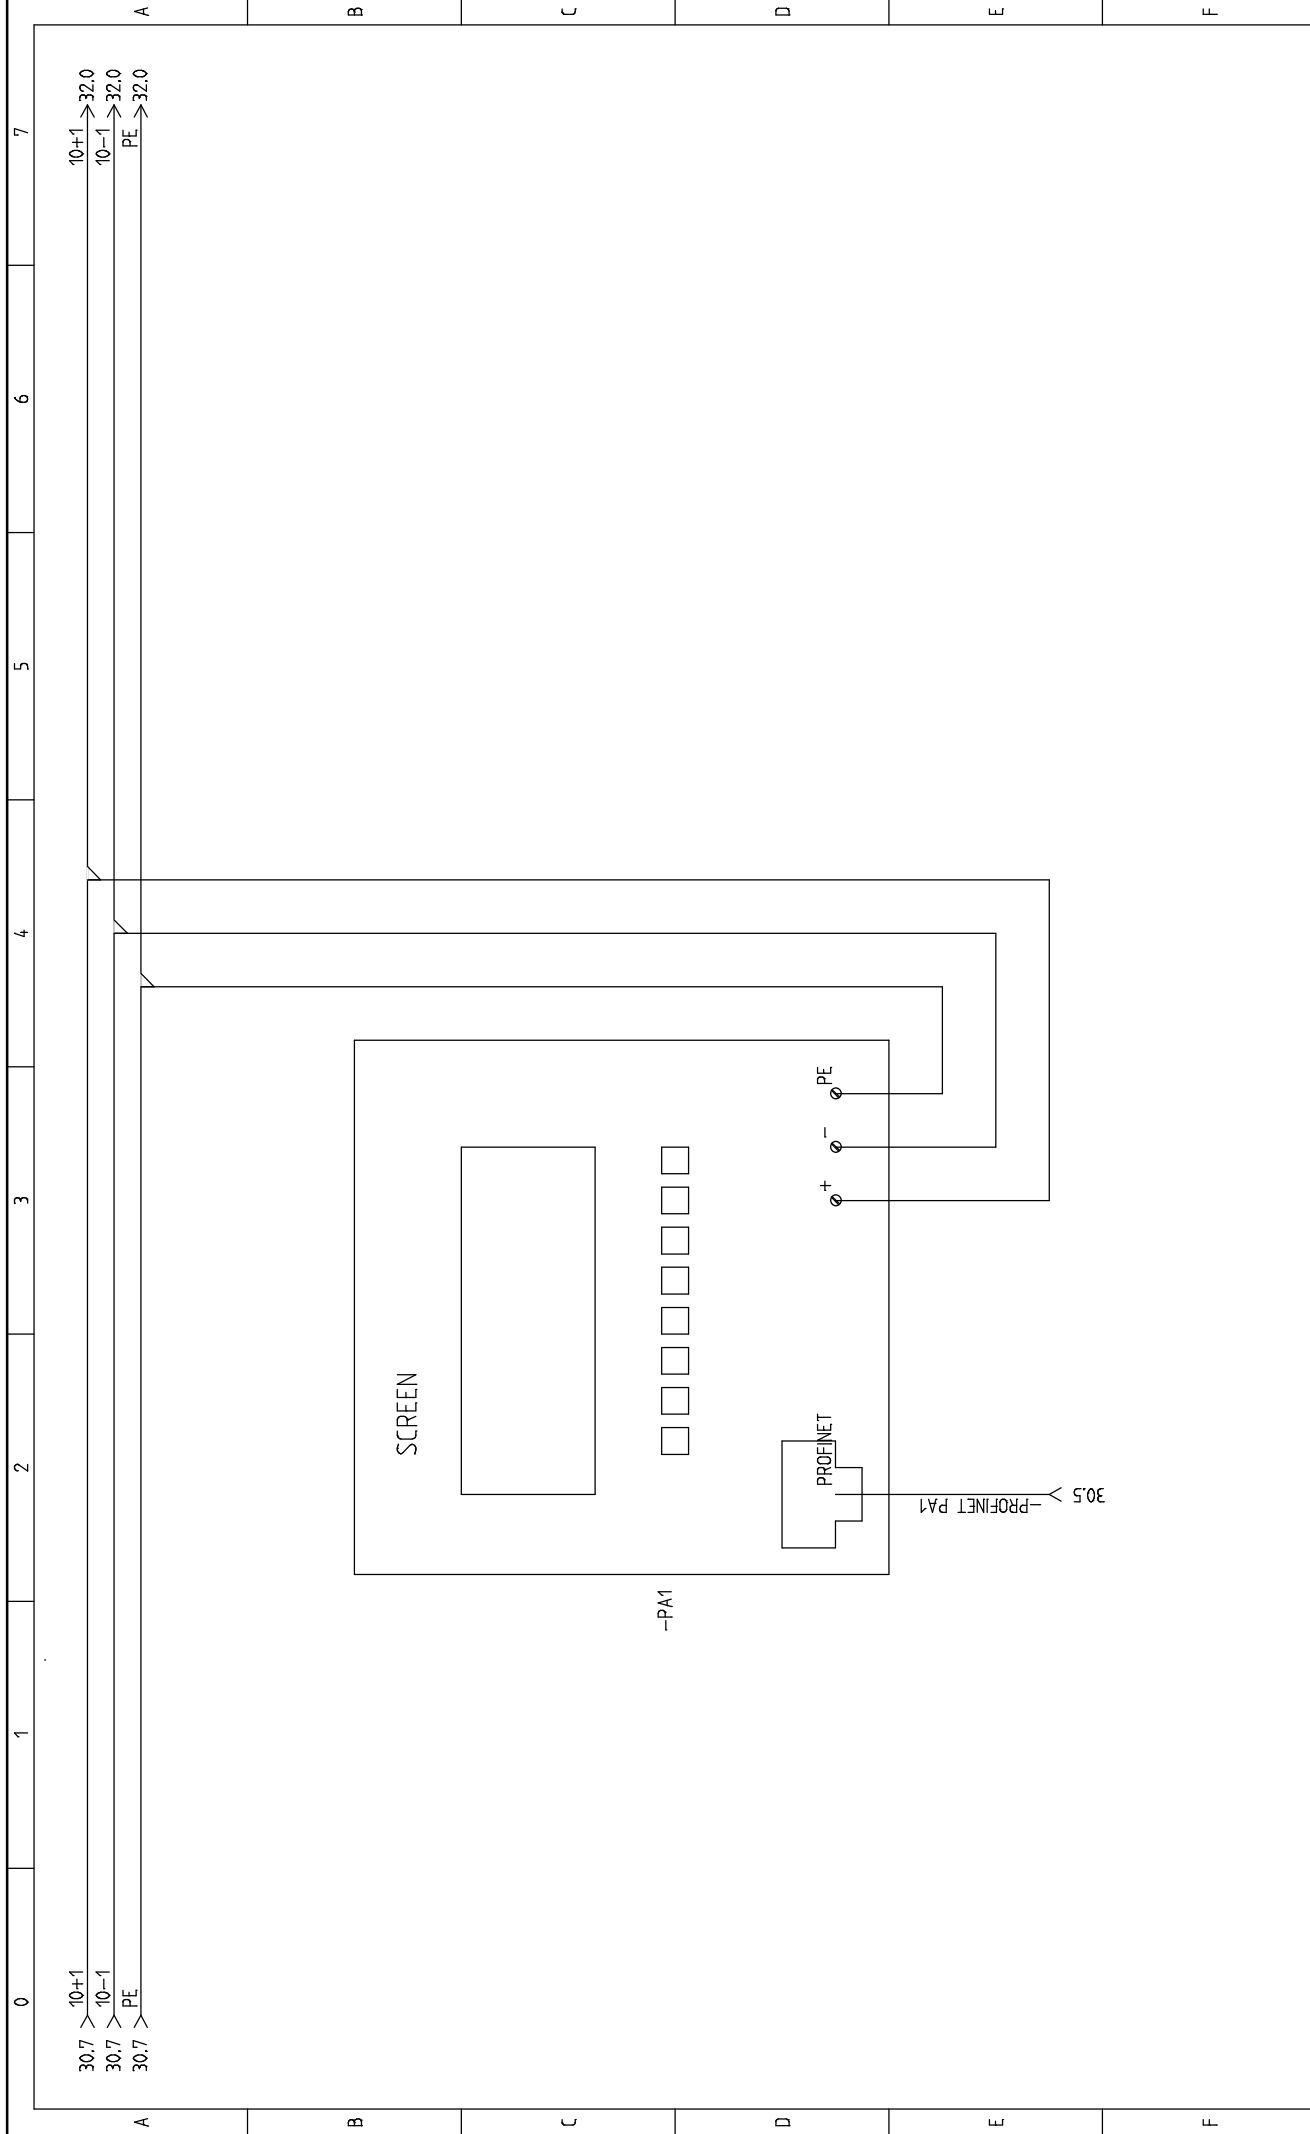 0 1 2 3 4 5 6 7
A A
30.7 10+1 10+1 32.0
30.7 10-1 10-1 32.0
30.7 PE PE 32.0
B B
SCREEN
C C
-PA1
D D
PROFINET + - PE
-PROFINET PA1
E E
30.5
F F